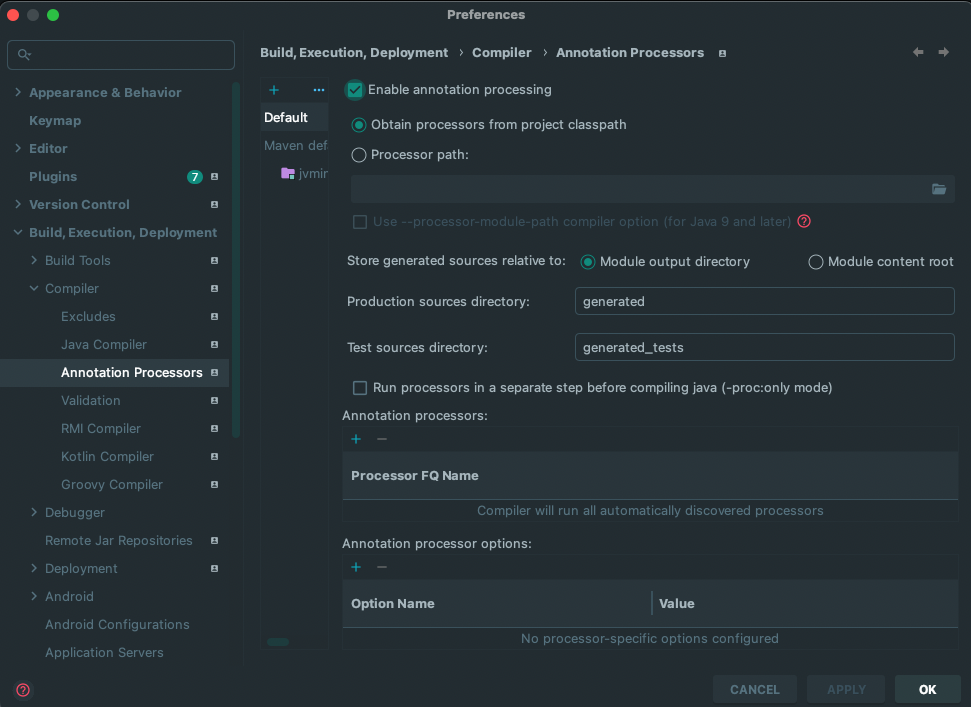 Preferences
Appearance & Behavior
Keymap
Editor
Plugins 7
Version Control
Build, Execution, Deployment
Build Tools
Compiler
Excludes
Java Compiler
Annotation Processors
Validation
RMI Compiler
Kotlin Compiler
Groovy Compiler
Debugger
Remote Jar Repositories
Deployment
Android
Android Configurations
Application Servers
Build, Execution, Deployment › Compiler › Annotation Processors
Default
Maven def
jvmir
Enable annotation processing
Obtain processors from project classpath
Processor path:
Use --processor-module-path compiler option (for Java 9 and later) ?
Store generated sources relative to: Module output directory Module content root
Production sources directory: generated
Test sources directory: generated_tests
Run processors in a separate step before compiling java (-proc:only mode)
Annotation processors:
Processor FQ Name
Compiler will run all automatically discovered processors
Annotation processor options:
Option Name Value
No processor-specific options configured
? CANCEL APPLY OK